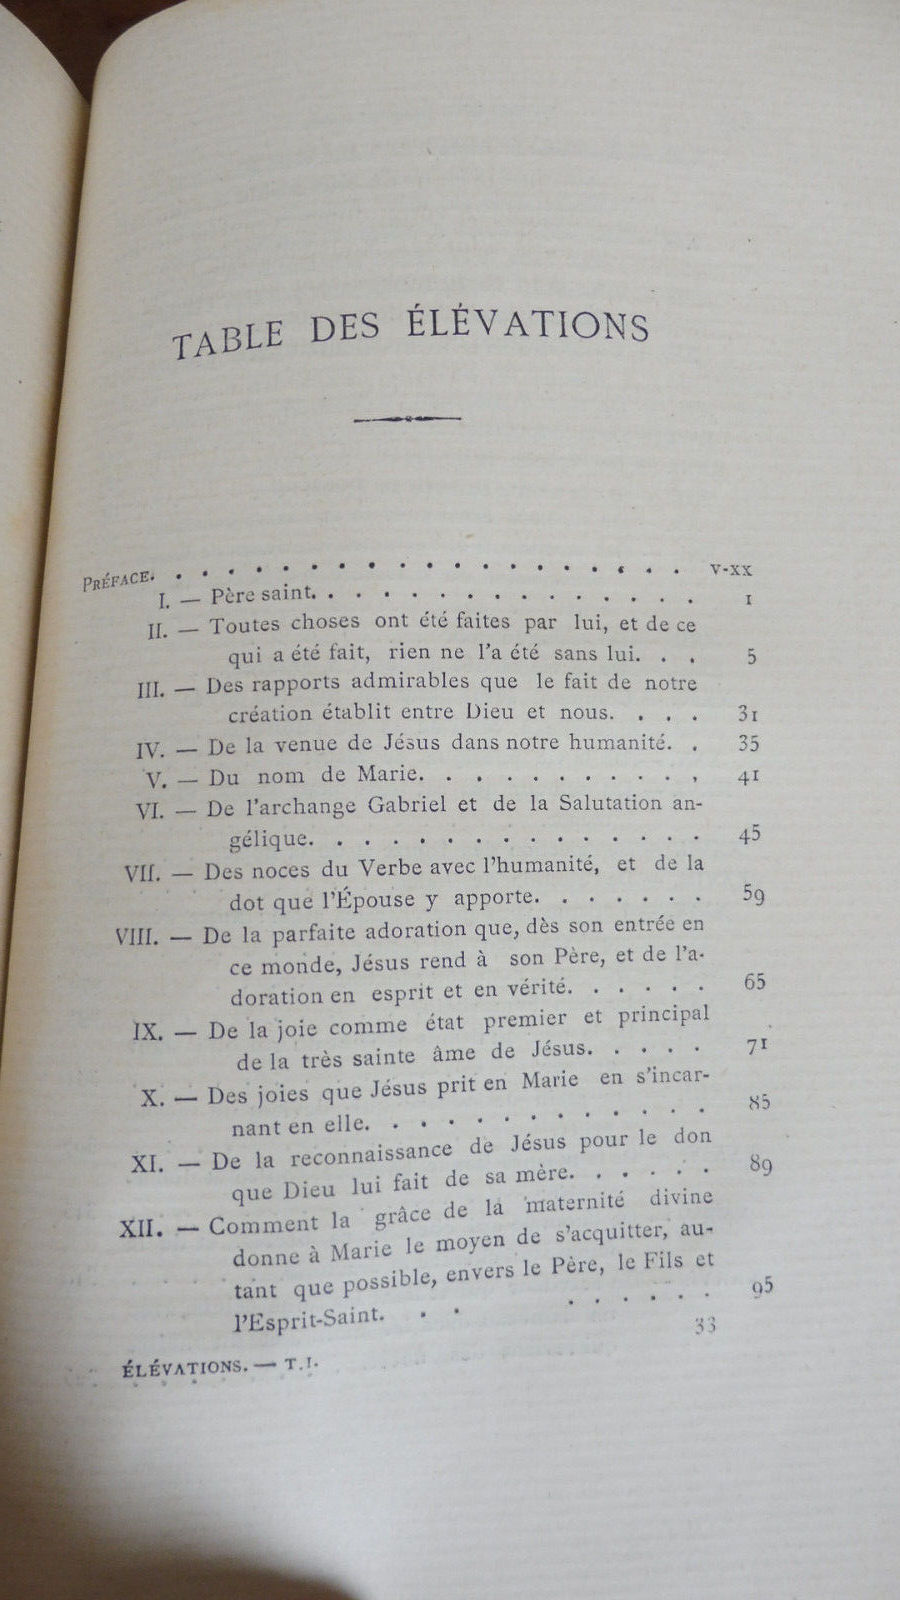 TABLE DES ÉLÉVATIONS
PRÉFACE. . . . . . . . . . . . . . . . . . . v-xx
I. — Père saint. . . . . . . . . . . . . . . 1
II. — Toutes choses ont été faites par lui, et de ce
qui a été fait, rien ne l'a été sans lui. . . 5
III. — Des rapports admirables que le fait de notre
création établit entre Dieu et nous. . . . 31
IV. — De la venue de Jésus dans notre humanité. . 35
V. — Du nom de Marie. . . . . . . . . . . 41
VI. — De l'archange Gabriel et de la Salutation an-
gélique. . . . . . . . . . . . . . . . 45
VII. — Des noces du Verbe avec l'humanité, et de la
dot que l'Épouse y apporte. . . . . . . 59
VIII. — De la parfaite adoration que, dès son entrée en
ce monde, Jésus rend à son Père, et de l'a-
doration en esprit et en vérité. . . . . . 65
IX. — De la joie comme état premier et principal
de la très sainte âme de Jésus. . . . . 71
X. — Des joies que Jésus prit en Marie en s'incar-
nant en elle. . . . . . . . . . . . . 85
XI. — De la reconnaissance de Jésus pour le don
que Dieu lui fait de sa mère. . . . . . 89
XII. — Comment la grâce de la maternité divine
donne à Marie le moyen de s'acquitter, au-
tant que possible, envers le Père, le Fils et
l'Esprit-Saint. . . . . . . . . 95
ÉLÉVATIONS. — T. I. 33